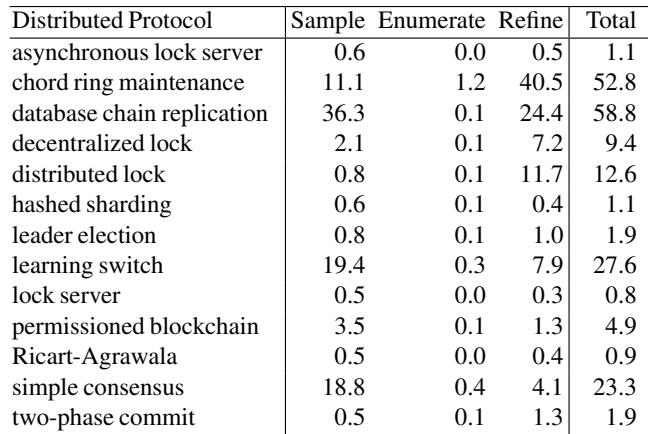 Distributed Protocol Sample Enumerate Refine Total
asynchronous lock server 0.6 0.0 0.5 1.1
chord ring maintenance 11.1 1.2 40.5 52.8
database chain replication 36.3 0.1 24.4 58.8
decentralized lock 2.1 0.1 7.2 9.4
distributed lock 0.8 0.1 11.7 12.6
hashed sharding 0.6 0.1 0.4 1.1
leader election 0.8 0.1 1.0 1.9
learning switch 19.4 0.3 7.9 27.6
lock server 0.5 0.0 0.3 0.8
permissioned blockchain 3.5 0.1 1.3 4.9
Ricart-Agrawala 0.5 0.0 0.4 0.9
simple consensus 18.8 0.4 4.1 23.3
two-phase commit 0.5 0.1 1.3 1.9